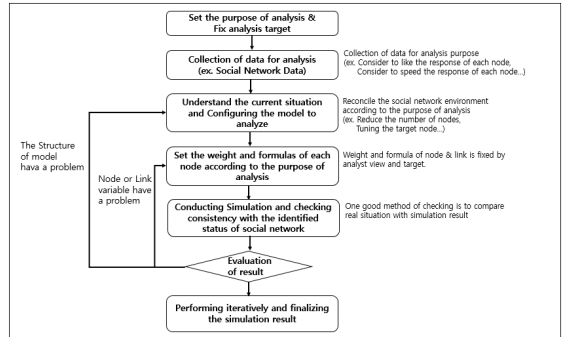 Set the purpose of analysis &
Fix analysis target
Collection of data for analysis
(ex. Social Network Data)
Collection of data for analysis purpose
(ex. Consider to like the response of each node,
Consider to speed the response of each node...)
Understand the current situation
and Configuring the model to
analyze
Reconcile the social network environment
according to the purpose of analysis
(ex. Reduce the number of nodes,
Tuning the target node...)
The Structure
of model
hava a problem
Node or Link
variable have
a problem
Set the weight and formulas of each
node according to the purpose of
analysis
Weight and formula of node & link is fixed by
analyst view and target.
Conducting Simulation and checking
consistency with the identified
status of social network
One good method of checking is to compare
real situation with simulation result
Evaluation
of result
Performing iteratively and finalizing
the simulation result